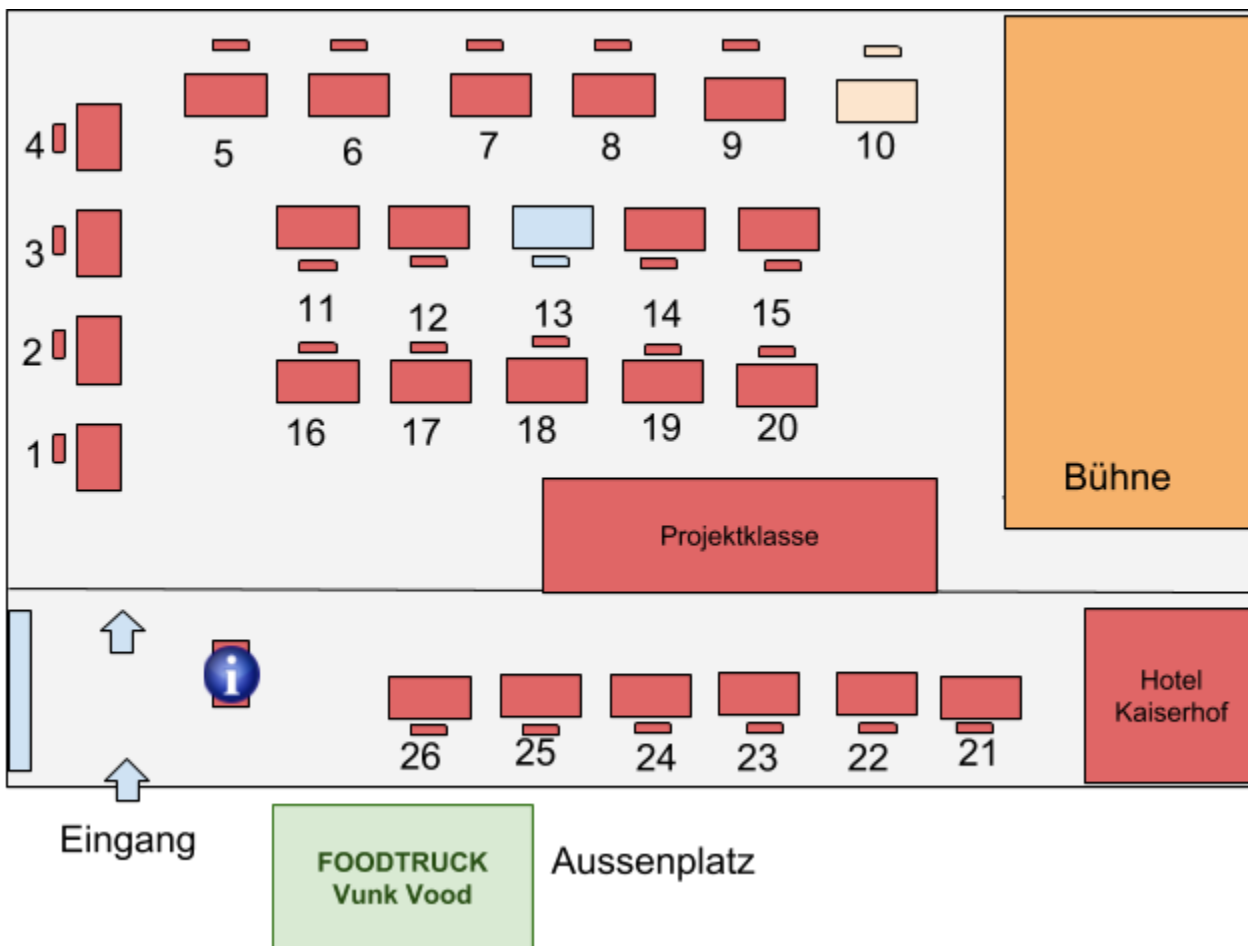 4
5
6
7
8
9
10
3
11
12
13
14
15
2
16
17
18
19
20
1
Bühne
Projektklasse
i
Hotel
Kaiserhof
26
25
24
23
22
21
Eingang
FOODTRUCK
Vunk Vood
Aussenplatz